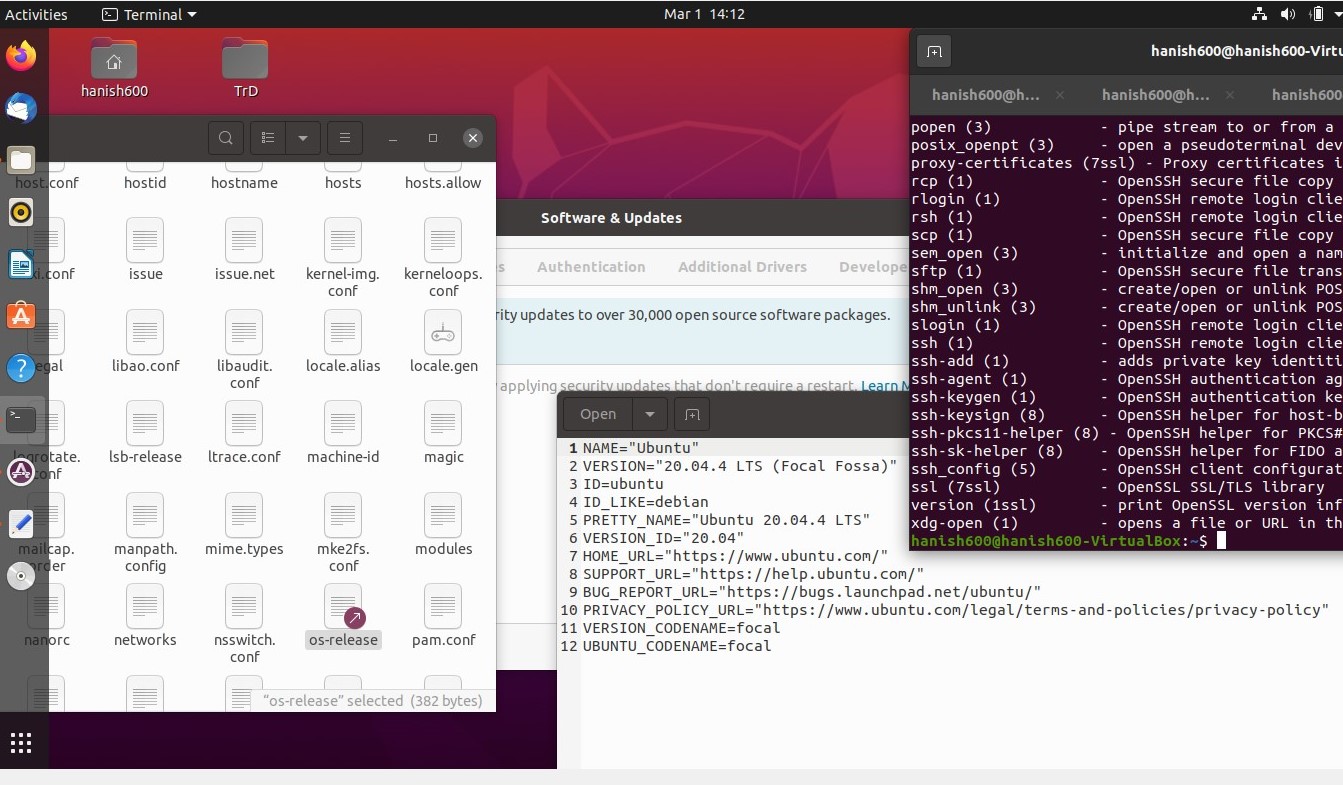 Activities
Terminal
Mar 1 14:12
hanish600
TrD
host.conf
hostid
hostname
hosts
hosts.allow
issue
issue.net
kernel-img.
conf
kerneloops.
conf
libao.conf
libaudit.
conf
locale.alias
locale.gen
lsb-release
ltrace.conf
machine-id
magic
mailcap.
order
manpath.
config
mime.types
mke2fs.
conf
modules
nanorc
networks
nsswitch.
conf
os-release
pam.conf
“os-release” selected (382 bytes)
Software & Updates
Authentication
Additional Drivers
Develope
rity updates to over 30,000 open source software packages.
applying security updates that don't require a restart. Learn M
Open
1 NAME="Ubuntu"
2 VERSION="20.04.4 LTS (Focal Fossa)"
3 ID=ubuntu
4 ID_LIKE=debian
5 PRETTY_NAME="Ubuntu 20.04.4 LTS"
6 VERSION_ID="20.04"
7 HOME_URL="https://www.ubuntu.com/"
8 SUPPORT_URL="https://help.ubuntu.com/"
9 BUG_REPORT_URL="https://bugs.launchpad.net/ubuntu/"
10 PRIVACY_POLICY_URL="https://www.ubuntu.com/legal/terms-and-policies/privacy-policy"
11 VERSION_CODENAME=focal
12 UBUNTU_CODENAME=focal
hanish600@hanish600-Virtu
hanish600@h...
hanish600@h...
hanish600
popen (3) - pipe stream to or from a
posix_openpt (3) - open a pseudoterminal dev
proxy-certificates (7ssl) - Proxy certificates i
rcp (1) - OpenSSH secure file copy
rlogin (1) - OpenSSH remote login clie
rsh (1) - OpenSSH remote login clie
scp (1) - OpenSSH secure file copy
sem_open (3) - initialize and open a nam
sftp (1) - OpenSSH secure file trans
shm_open (3) - create/open or unlink POS
shm_unlink (3) - create/open or unlink POS
slogin (1) - OpenSSH remote login clie
ssh (1) - OpenSSH remote login clie
ssh-add (1) - adds private key identiti
ssh-agent (1) - OpenSSH authentication ag
ssh-keygen (1) - OpenSSH authentication ke
ssh-keysign (8) - OpenSSH helper for host-b
ssh-pkcs11-helper (8) - OpenSSH helper for PKCS#
ssh-sk-helper (8) - OpenSSH helper for FIDO a
ssh_config (5) - OpenSSH client configurat
ssl (7ssl) - OpenSSL SSL/TLS library
version (1ssl) - print OpenSSL version inf
xdg-open (1) - opens a file or URL in th
hanish600@hanish600-VirtualBox:~$